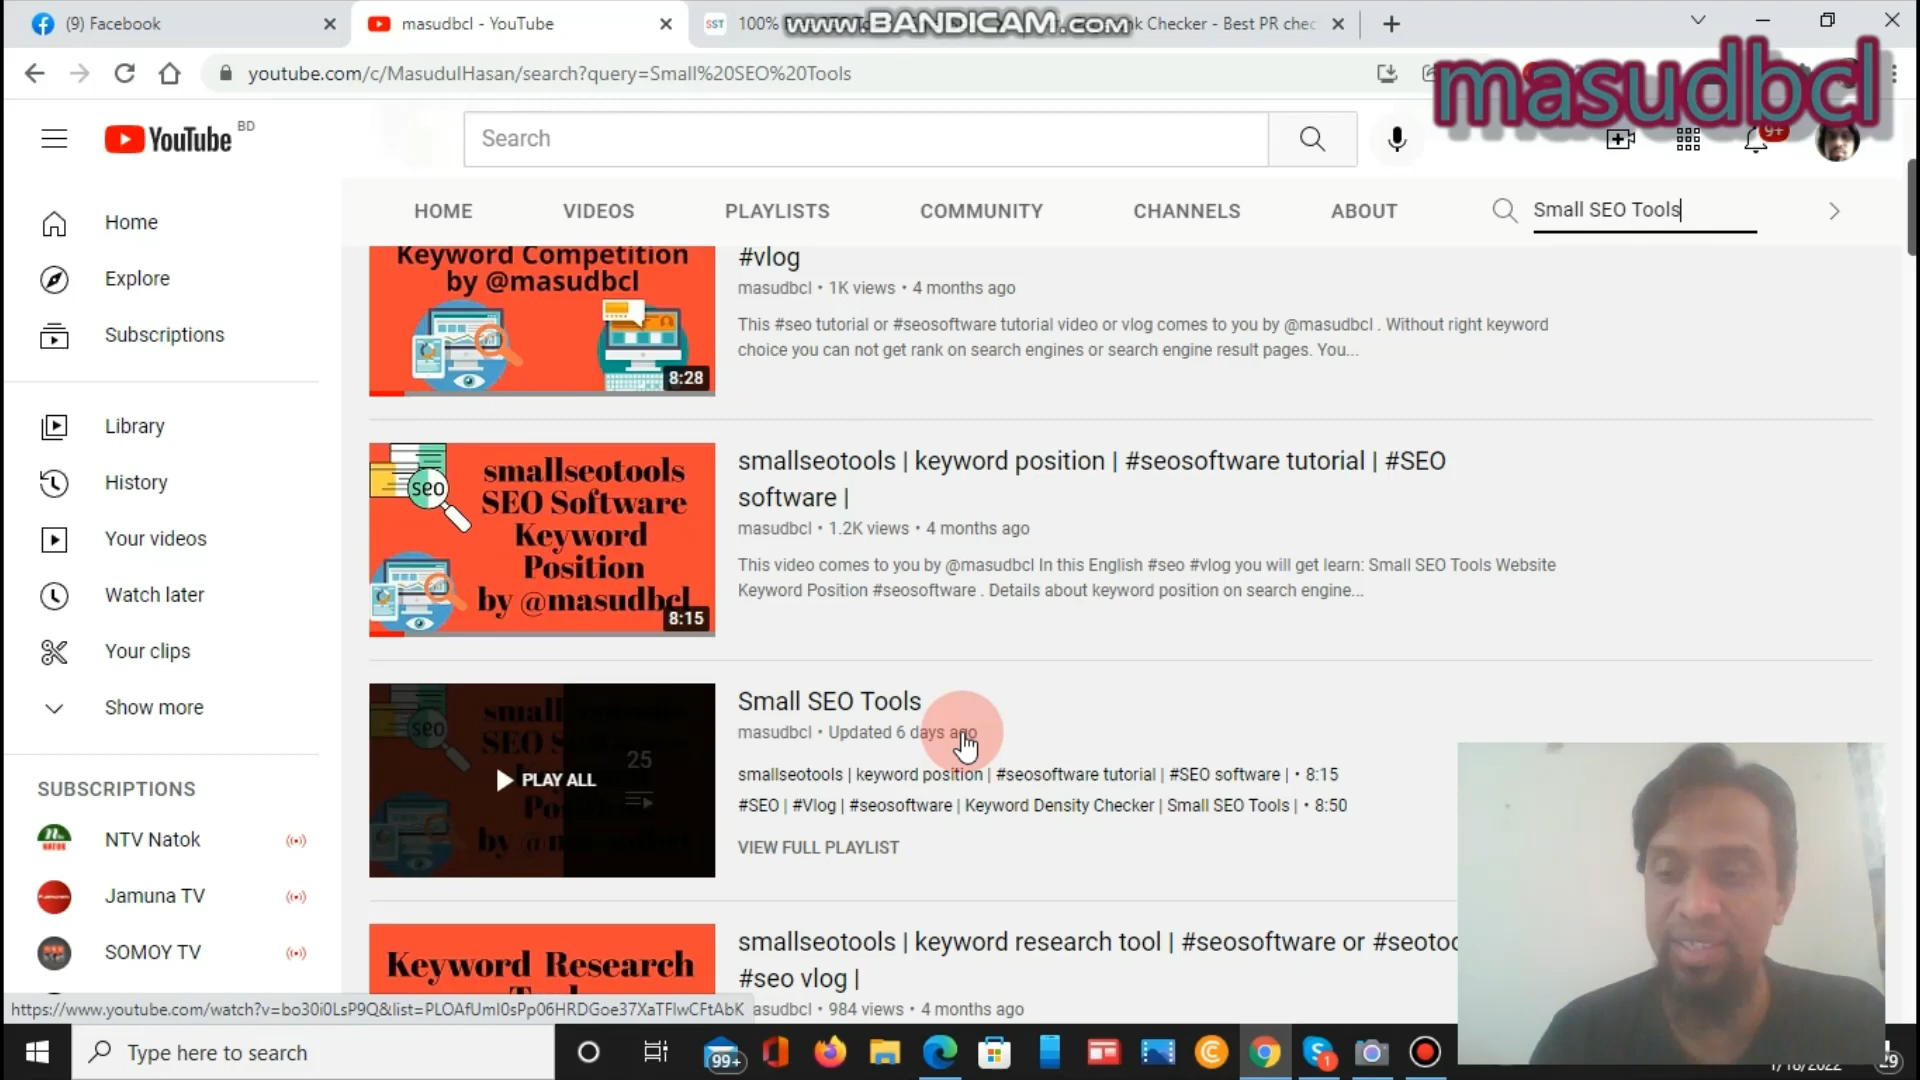 (9) Facebook
masudbcl - YouTube
SST 100%
www.BANDICAM.com
nk Checker - Best PR chec
youtube.com/c/MasudulHasan/search?query=Small%20SEO%20Tools
masudbcl
YouTube BD
Search
9+
HOME VIDEOS PLAYLISTS COMMUNITY CHANNELS ABOUT Small SEO Tools
Home
Explore
Subscriptions
Library
History
Your videos
Watch later
Your clips
Show more
SUBSCRIPTIONS
NTV Natok
Jamuna TV
SOMOY TV
Keyword Competition
by @masudbcl
8:28
#vlog
masudbcl • 1K views • 4 months ago
This #seo tutorial or #seosoftware tutorial video or vlog comes to you by @masudbcl . Without right keyword
choice you can not get rank on search engines or search engine result pages. You...
seo
smallseotools
SEO Software
Keyword
Position
by @masudbcl
8:15
smallseotools | keyword position | #seosoftware tutorial | #SEO
software |
masudbcl • 1.2K views • 4 months ago
This video comes to you by @masudbcl In this English #seo #vlog you will get learn: Small SEO Tools Website
Keyword Position #seosoftware . Details about keyword position on search engine...
seo
25
PLAY ALL
Small SEO Tools
masudbcl • Updated 6 days ago
smallseotools | keyword position | #seosoftware tutorial | #SEO software | • 8:15
#SEO | #Vlog | #seosoftware | Keyword Density Checker | Small SEO Tools | • 8:50
VIEW FULL PLAYLIST
Keyword Research
smallseotools | keyword research tool | #seosoftware or #seotoo
#seo vlog |
asudbcl • 984 views • 4 months ago
https://www.youtube.com/watch?v=bo30i0LsP9Q&list=PLOAfUmI0sPp06HRDGoe37XaTFlwCFtAbK
Type here to search
99+
1
1/18/2022
29